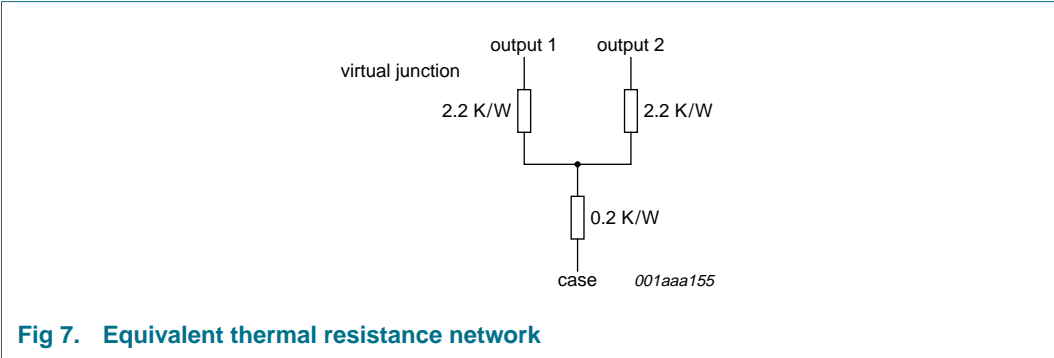 output 1 output 2
virtual junction
2.2 K/W 2.2 K/W
0.2 K/W
case 001aaa155
Fig 7. Equivalent thermal resistance network